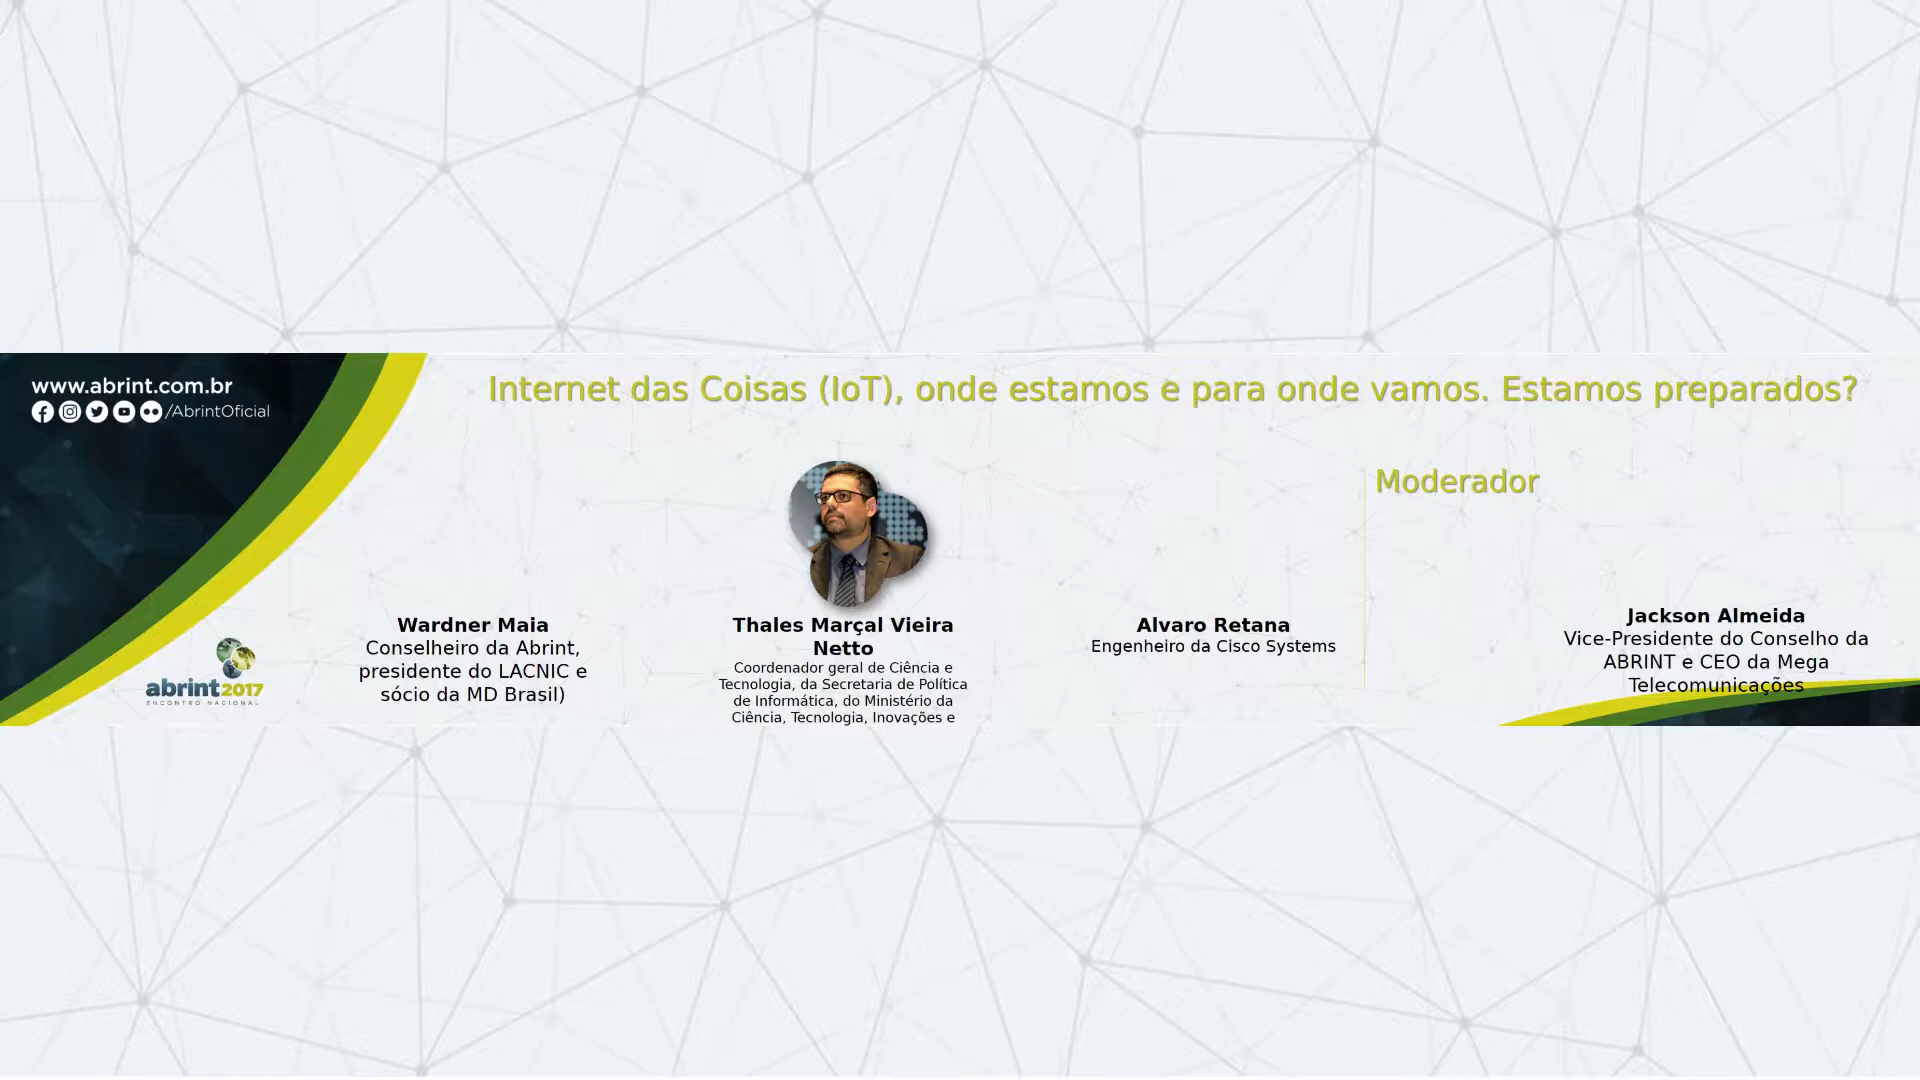 www.abrint.com.br
/AbrintOficial
Internet das Coisas (IoT), onde estamos e para onde vamos. Estamos preparados?
Moderador
Wardner Maia
Conselheiro da Abrint,
presidente do LACNIC e
sócio da MD Brasil)
Thales Marçal Vieira
Netto
Coordenador geral de Ciência e
Tecnologia, da Secretaria de Política
de Informática, do Ministério da
Ciência, Tecnologia, Inovações e
Alvaro Retana
Engenheiro da Cisco Systems
Jackson Almeida
Vice-Presidente do Conselho da
ABRINT e CEO da Mega
Telecomunicações
abrint2017
ENCONTRO NACIONAL